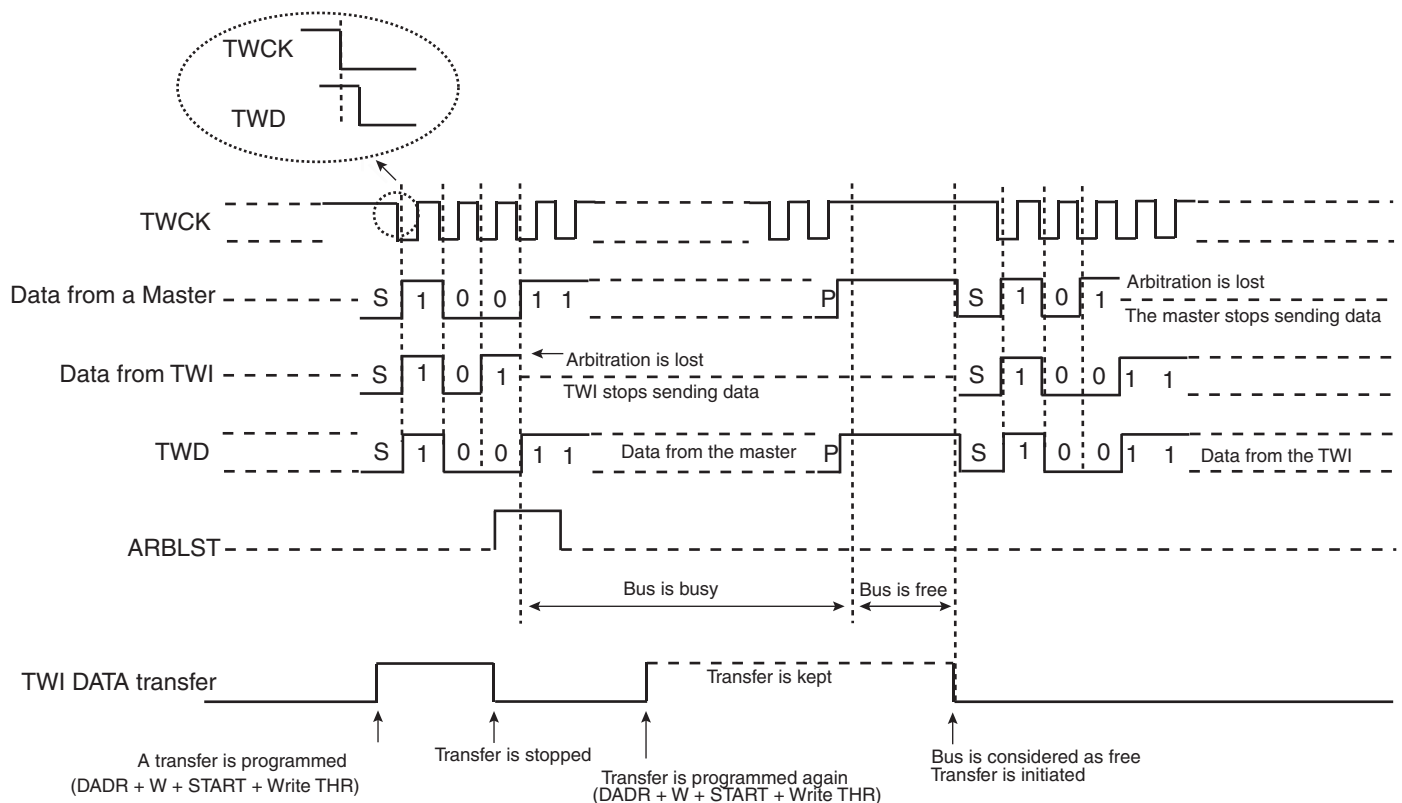 TWCK
TWD
TWCK
Data from a Master S 1 0 0 1 1 P S 1 0 1 Arbitration is lost
The master stops sending data
Data from TWI S 1 0 1 Arbitration is lost S 1 0 0 1 1
TWI stops sending data
TWD S 1 0 0 1 1 Data from the master P S 1 0 0 1 1 Data from the TWI
ARBLST
Bus is busy Bus is free
TWI DATA transfer Transfer is kept
A transfer is programmed
(DADR + W + START + Write THR)
Transfer is stopped
Transfer is programmed again
(DADR + W + START + Write THR)
Bus is considered as free
Transfer is initiated